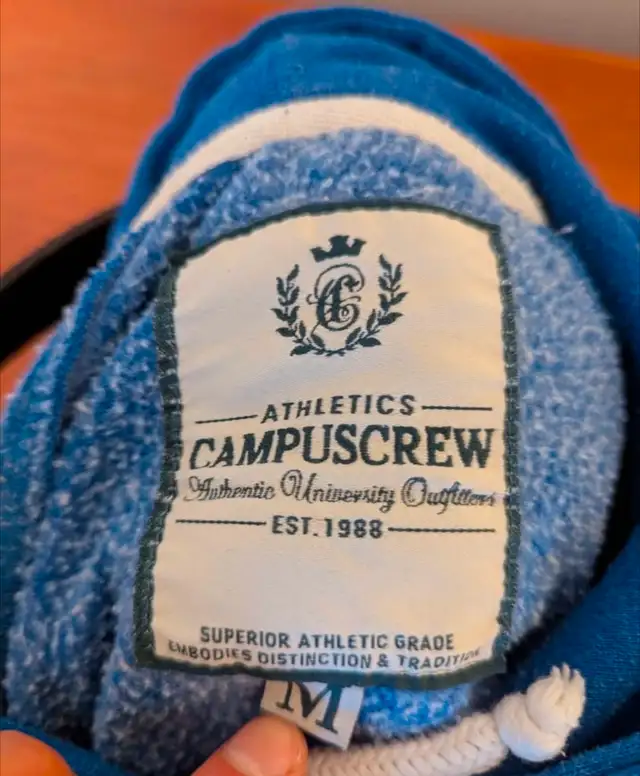 ATHLETICS
CAMPUSCREW
Authentic University Outfitters
EST. 1988
SUPERIOR ATHLETIC GRADE
EMBODIES DISTINCTION & TRADITION
M